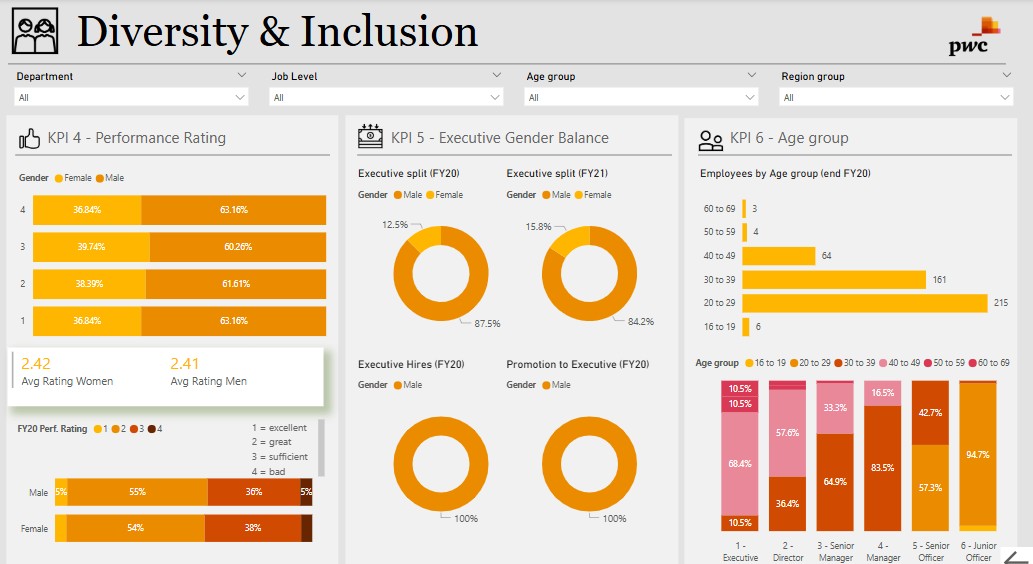 Diversity & Inclusion
pwc
Department
Job Level
Age group
Region group
All
All
All
All
KPI 4 - Performance Rating
Gender Female Male
4 36.84% 63.16%
3 39.74% 60.26%
2 38.39% 61.61%
1 36.84% 63.16%
2.42 2.41
Avg Rating Women Avg Rating Men
FY20 Perf. Rating 1 2 3 4
1 = excellent
2 = great
3 = sufficient
4 = bad
Male 5% 55% 36% 5%
Female 54% 38%
KPI 5 - Executive Gender Balance
Executive split (FY20)
Gender Male Female
12.5%
87.5%
Executive split (FY21)
Gender Male Female
15.8%
84.2%
Executive Hires (FY20)
Gender Male
100%
Promotion to Executive (FY20)
Gender Male
100%
KPI 6 - Age group
Employees by Age group (end FY20)
60 to 69 3
50 to 59 4
40 to 49 64
30 to 39 161
20 to 29 215
16 to 19 6
Age group 16 to 19 20 to 29 30 to 39 40 to 49 50 to 59 60 to 69
10.5%
10.5%
68.4%
10.5%
57.6%
36.4%
33.3%
64.9%
16.5%
83.5%
42.7%
57.3%
94.7%
1 -
Executive
2 -
Director
3 - Senior
Manager
4 -
Manager
5 - Senior
Officer
6 - Junior
Officer